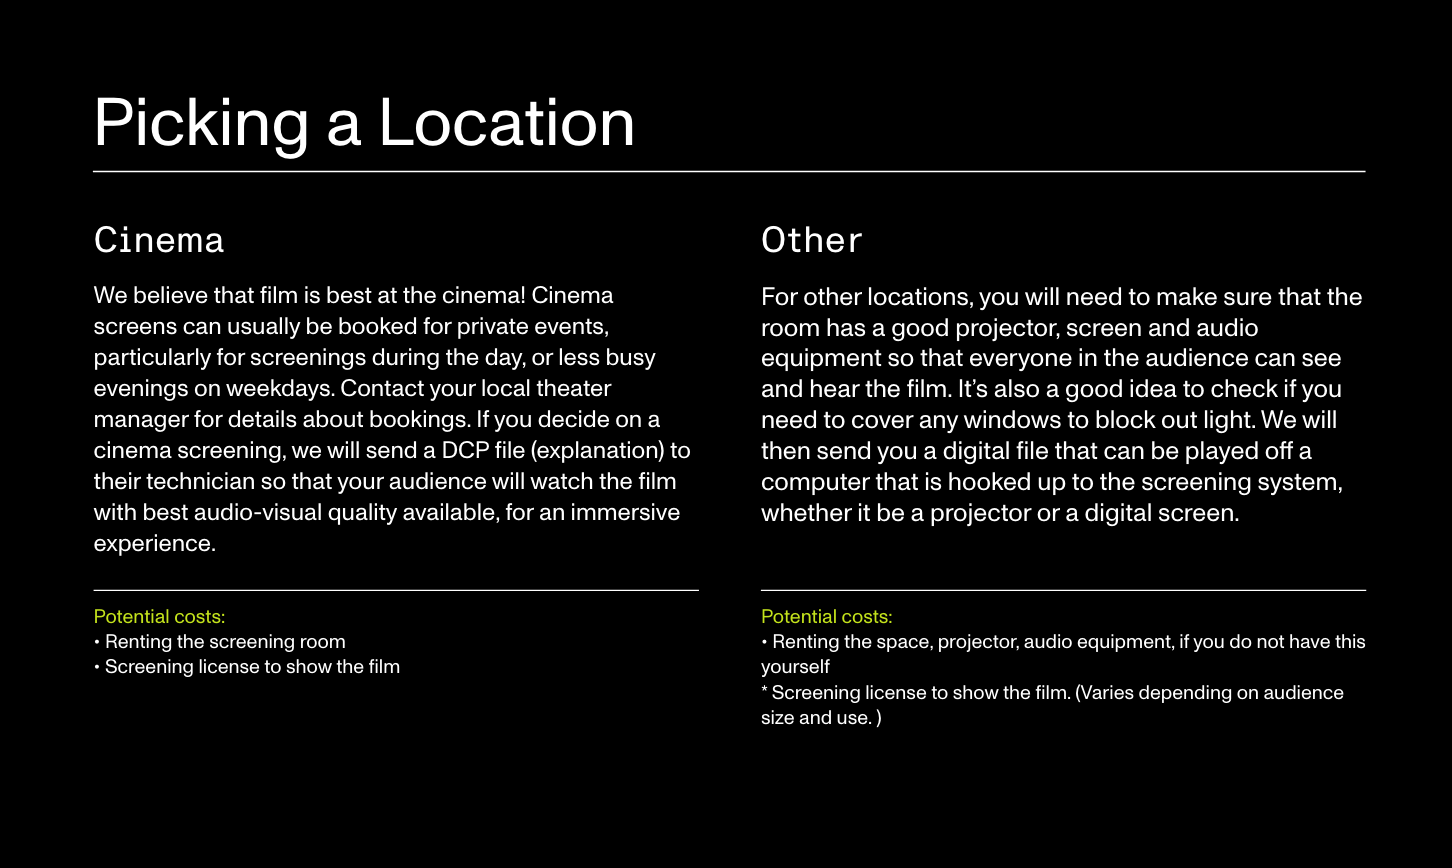 Picking a Location
Cinema
We believe that film is best at the cinema! Cinema
screens can usually be booked for private events,
particularly for screenings during the day, or less busy
evenings on weekdays. Contact your local theater
manager for details about bookings. If you decide on a
cinema screening, we will send a DCP file (explanation) to
their technician so that your audience will watch the film
with best audio-visual quality available, for an immersive
experience.
Potential costs:
• Renting the screening room
• Screening license to show the film
Other
For other locations, you will need to make sure that the
room has a good projector, screen and audio
equipment so that everyone in the audience can see
and hear the film. It’s also a good idea to check if you
need to cover any windows to block out light. We will
then send you a digital file that can be played off a
computer that is hooked up to the screening system,
whether it be a projector or a digital screen.
Potential costs:
• Renting the space, projector, audio equipment, if you do not have this
yourself
* Screening license to show the film. (Varies depending on audience
size and use. )